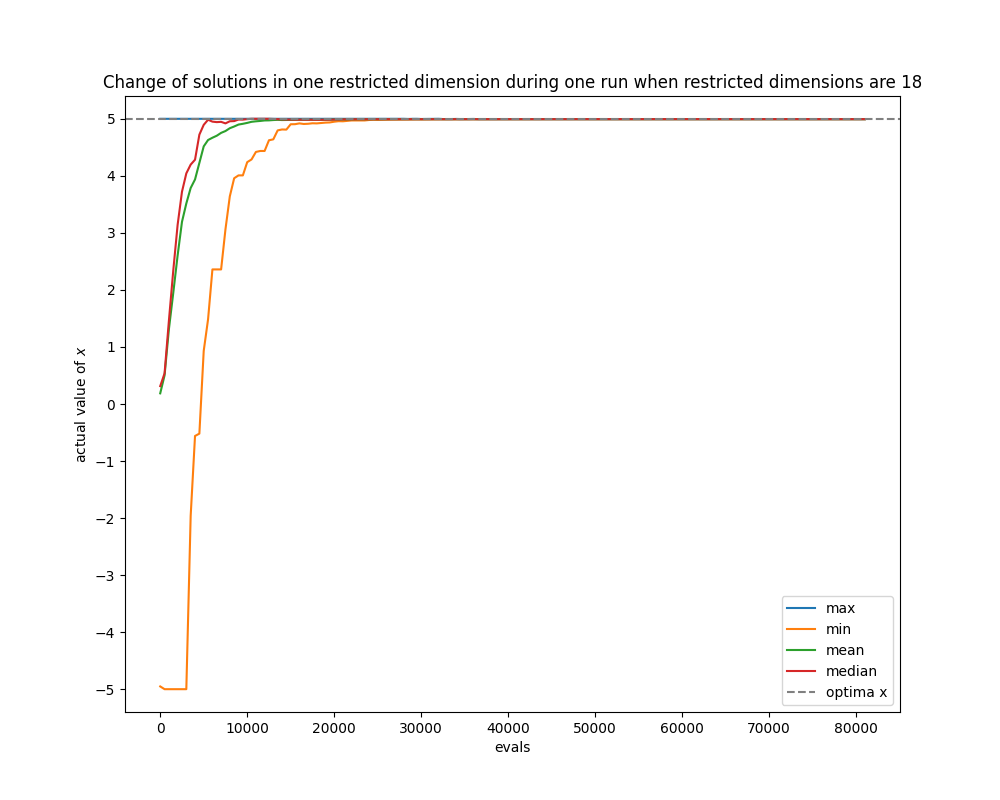 Change of solutions in one restricted dimension during one run when restricted dimensions are 18
actual value of x
5
4
3
2
1
0
−1
−2
−3
−4
−5
0
10000
20000
30000
40000
50000
60000
70000
80000
evals
max
min
mean
median
optima x